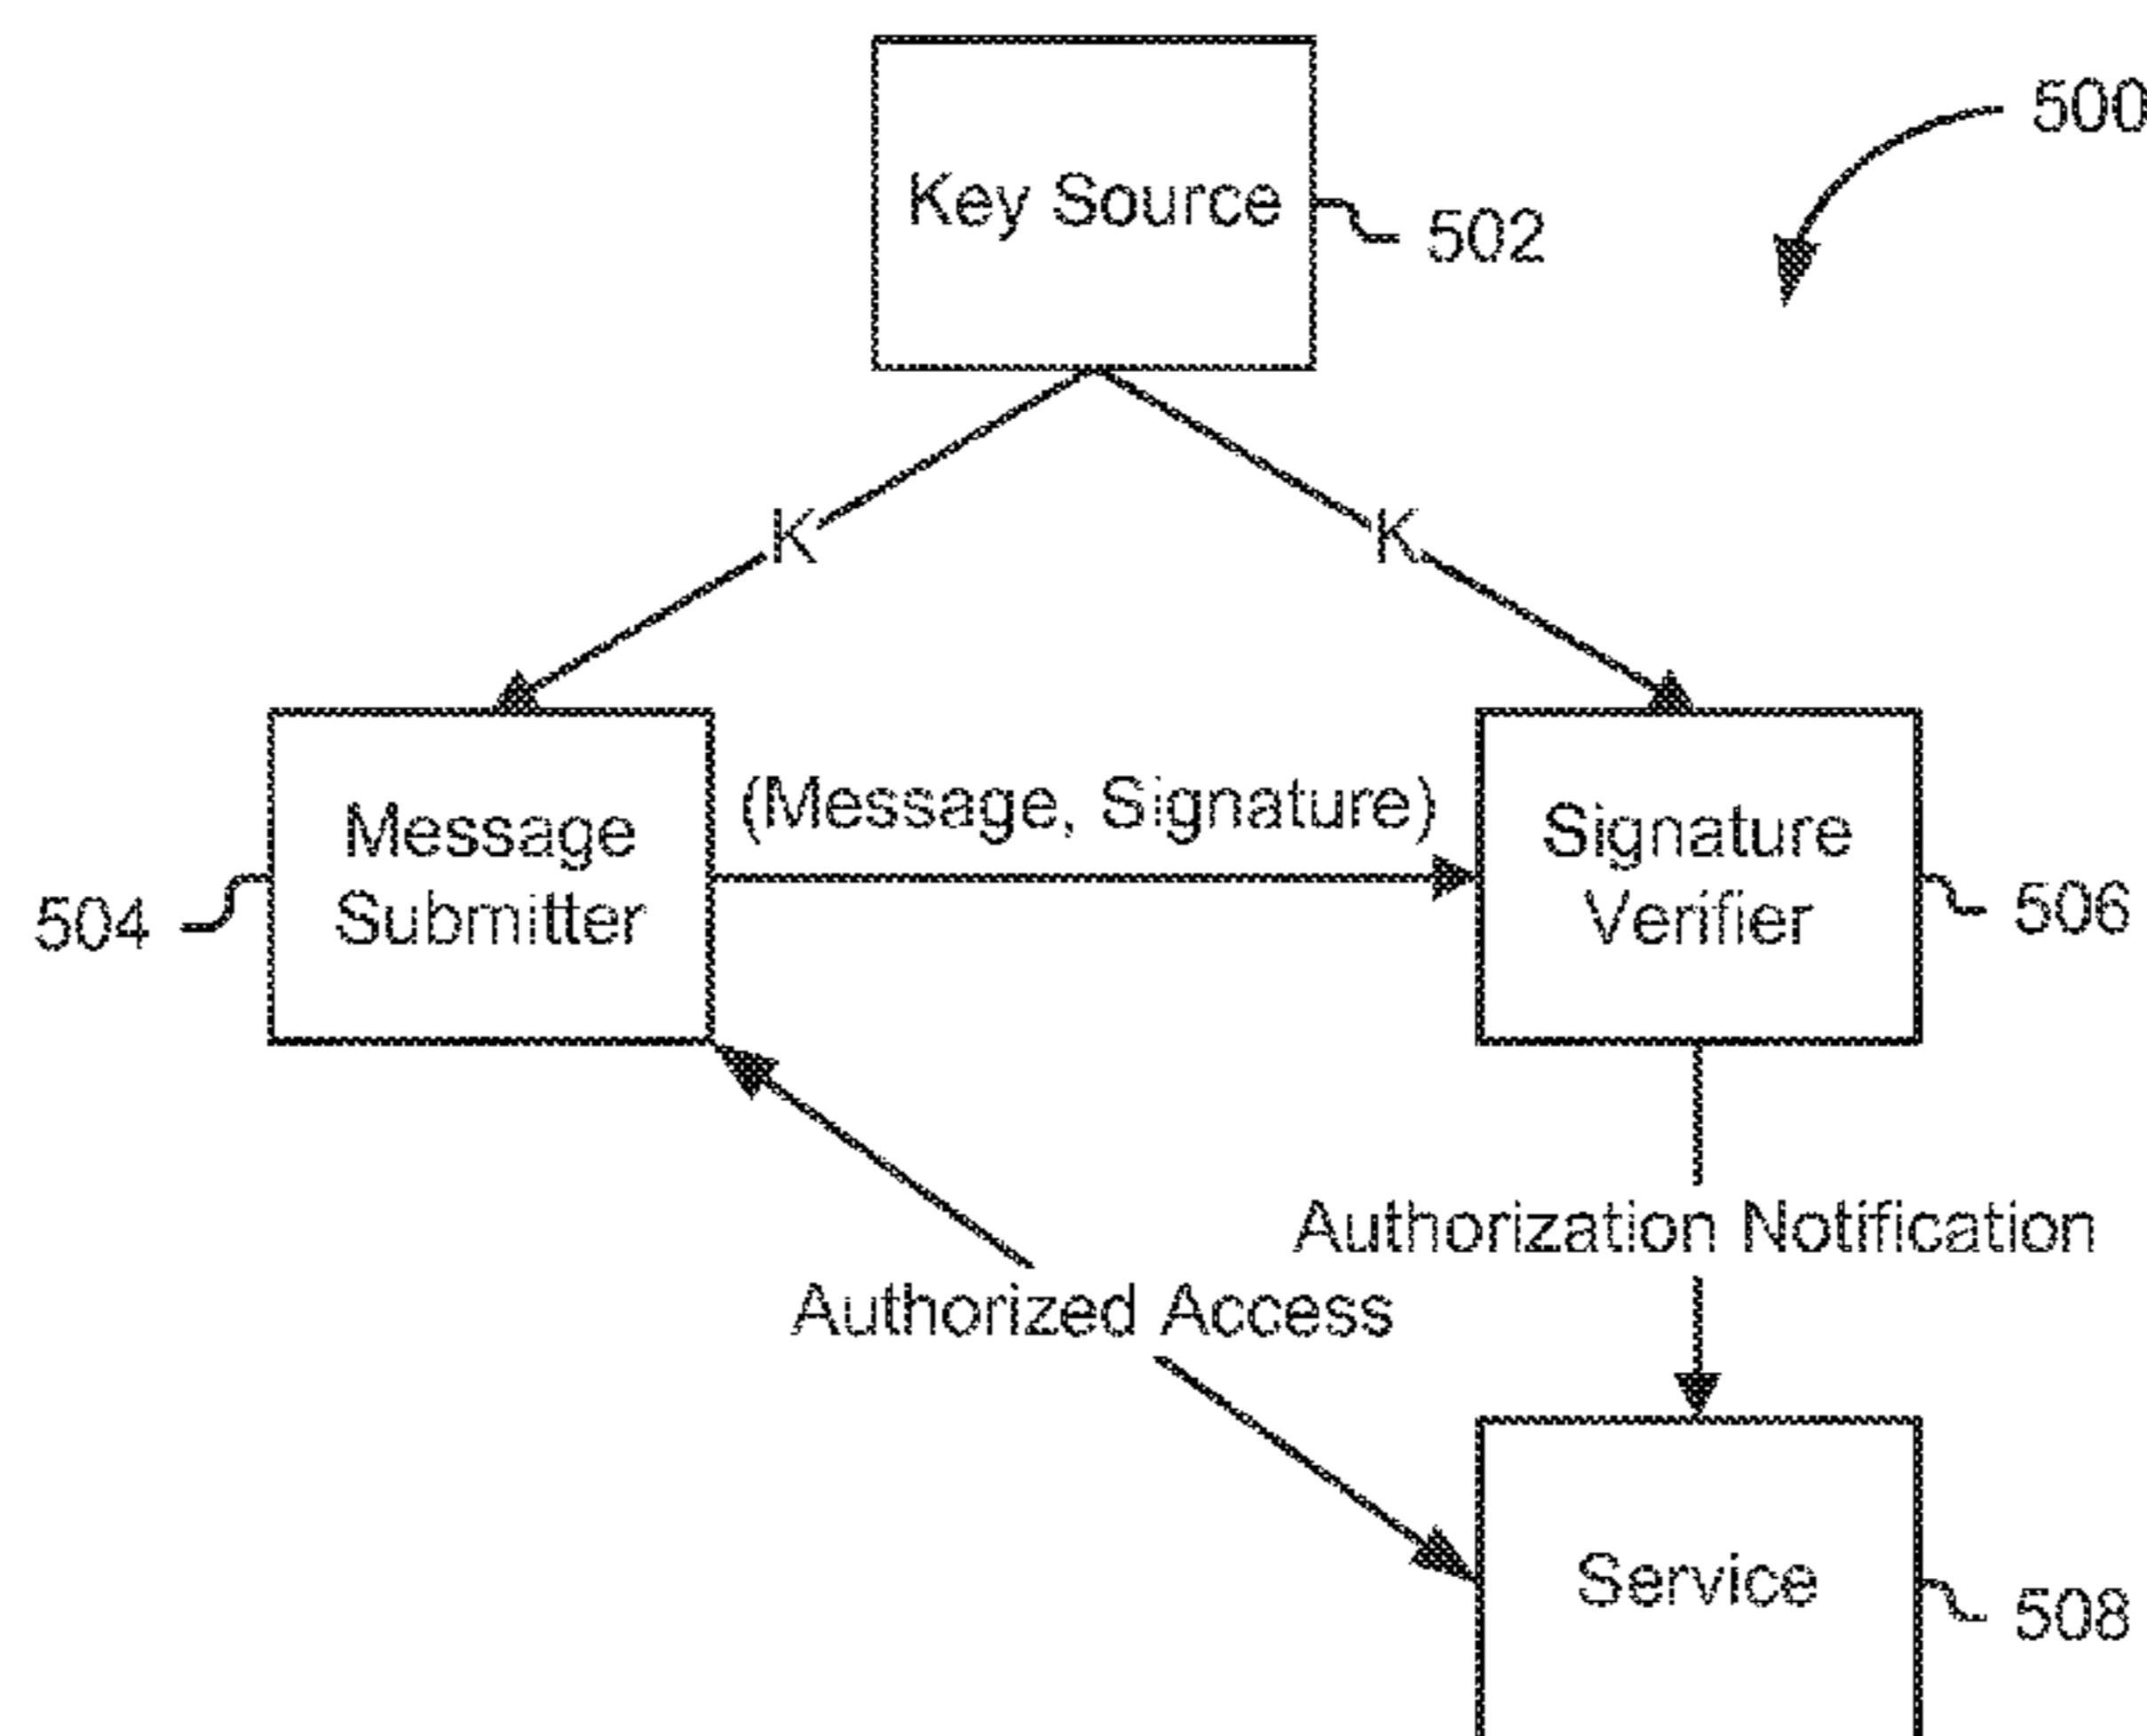 500
Key Source
502
K
K
(Message, Signature)
Message
Submitter
Signature
Verifier
504
506
Authorization Notification
Authorized Access
Service
508